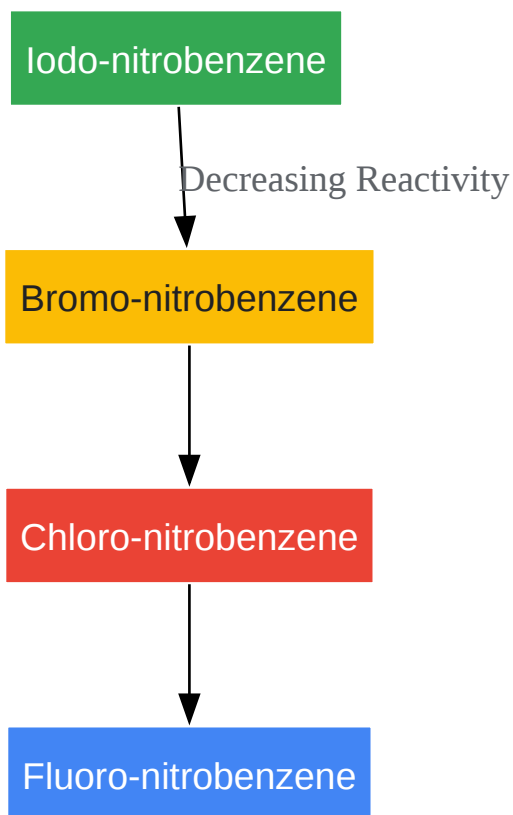 Iodo-nitrobenzene
Decreasing Reactivity
Bromo-nitrobenzene
Chloro-nitrobenzene
Fluoro-nitrobenzene